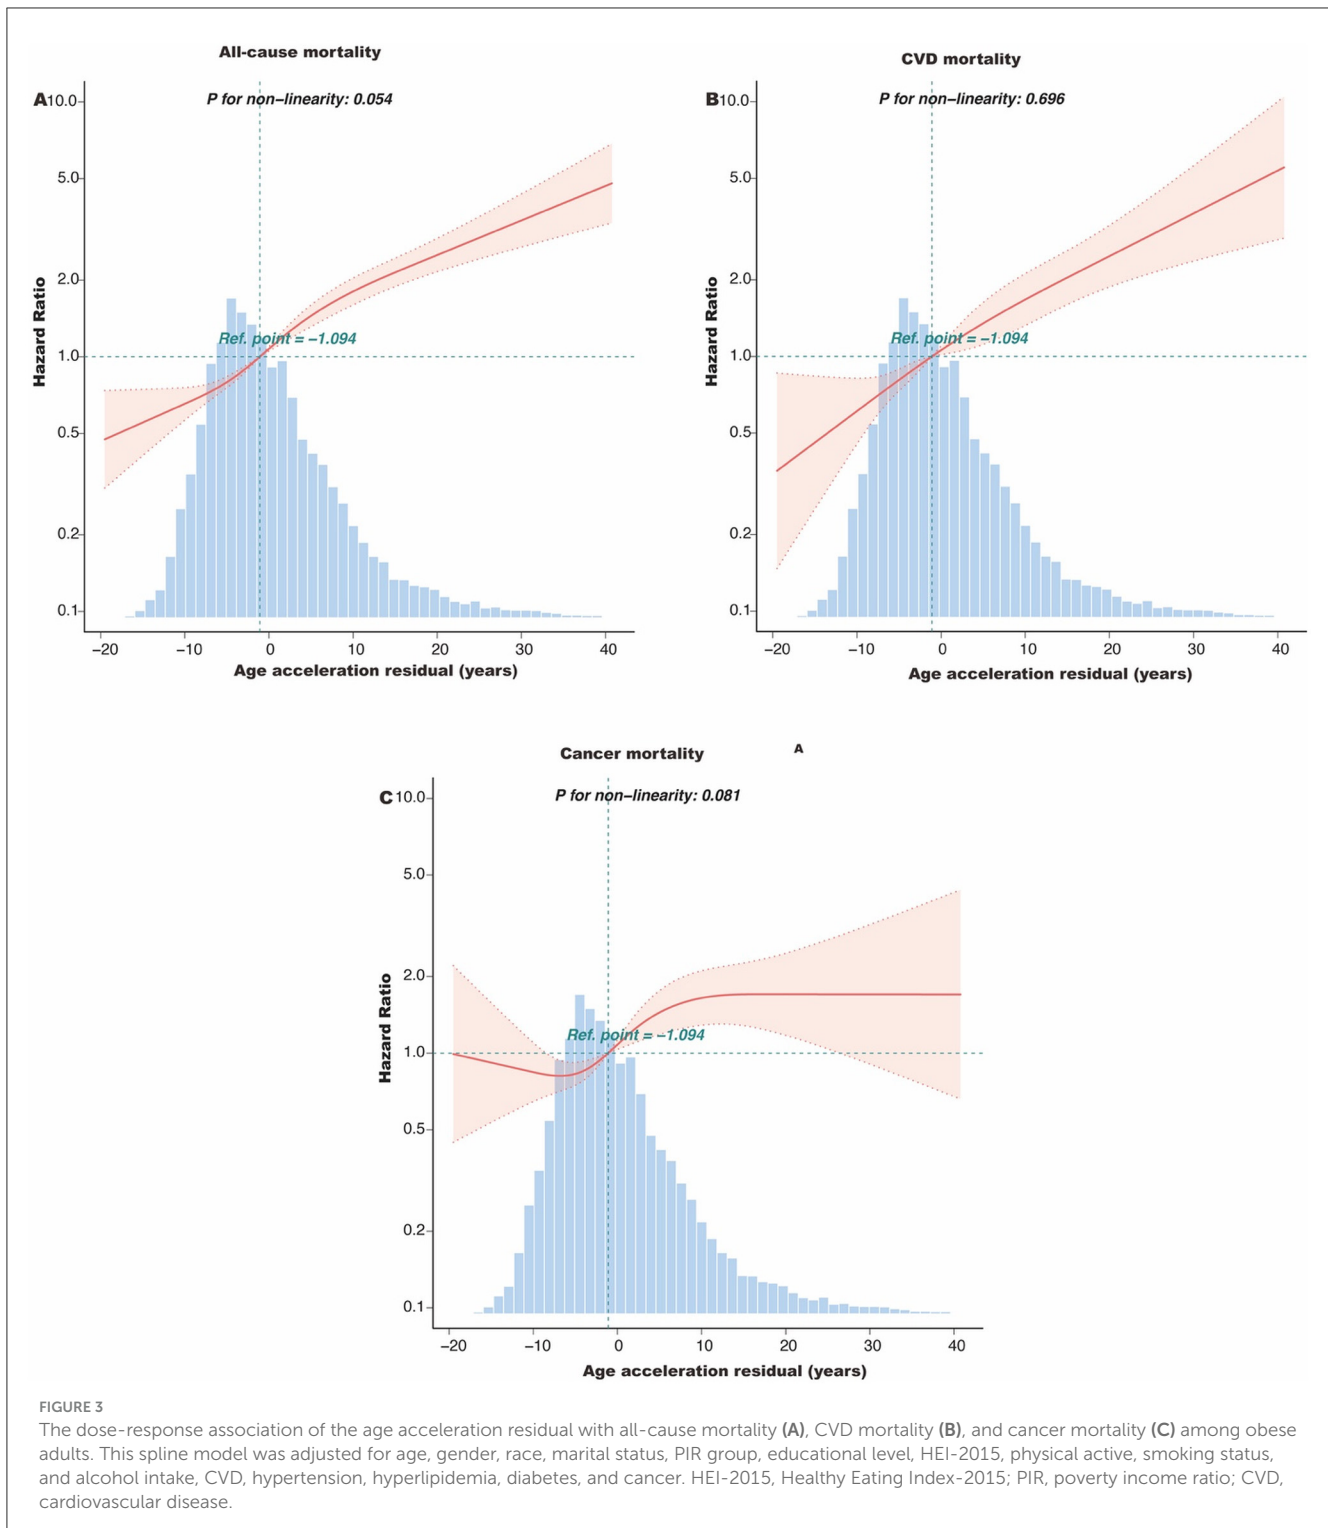 All-cause mortality
A
P for non-linearity: 0.054
10.0
5.0
2.0
1.0
0.5
0.2
0.1
Hazard Ratio
Ref. point = -1.094
-20 -10 0 10 20 30 40
Age acceleration residual (years)
CVD mortality
B
P for non-linearity: 0.696
10.0
5.0
2.0
1.0
0.5
0.2
0.1
Hazard Ratio
Ref. point = -1.094
-20 -10 0 10 20 30 40
Age acceleration residual (years)
Cancer mortality
A
C
P for non-linearity: 0.081
10.0
5.0
2.0
1.0
0.5
0.2
0.1
Hazard Ratio
Ref. point = -1.094
-20 -10 0 10 20 30 40
Age acceleration residual (years)
FIGURE 3
The dose-response association of the age acceleration residual with all-cause mortality (A), CVD mortality (B), and cancer mortality (C) among obese
adults. This spline model was adjusted for age, gender, race, marital status, PIR group, educational level, HEI-2015, physical active, smoking status,
and alcohol intake, CVD, hypertension, hyperlipidemia, diabetes, and cancer. HEI-2015, Healthy Eating Index-2015; PIR, poverty income ratio; CVD,
cardiovascular disease.